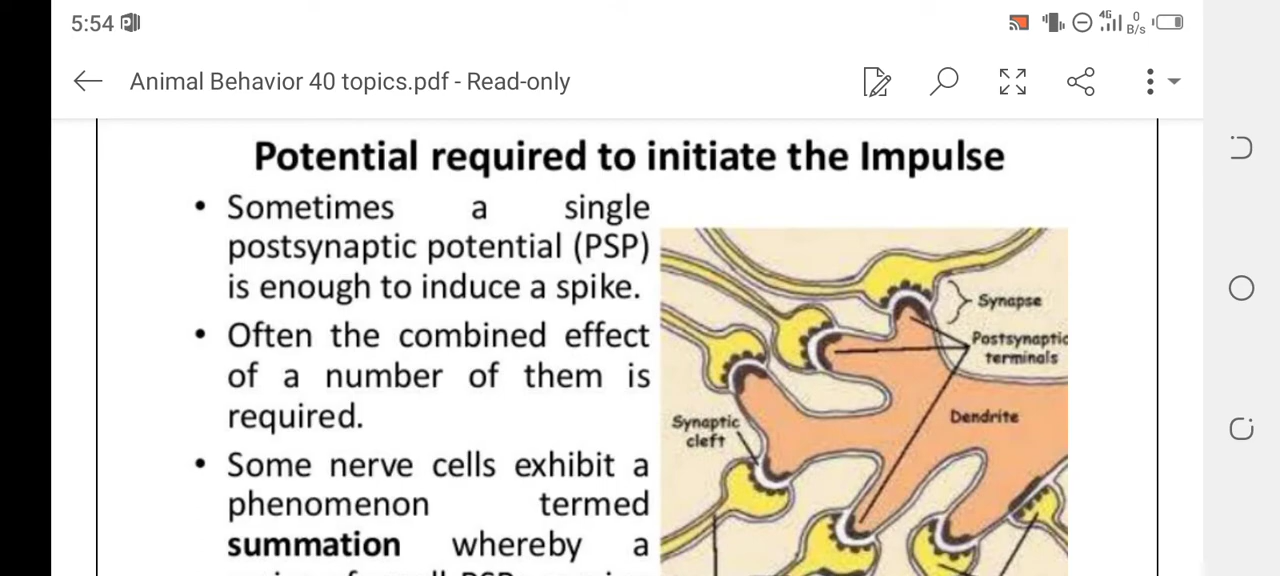 5:54
4G
0
B/s
Animal Behavior 40 topics.pdf - Read-only
Potential required to initiate the Impulse
• Sometimes a single
postsynaptic potential (PSP)
is enough to induce a spike.
• Often the combined effect
of a number of them is
required.
• Some nerve cells exhibit a
phenomenon termed
summation whereby a
Synapse
Postsynaptic
terminals
Dendrite
Synaptic
cleft